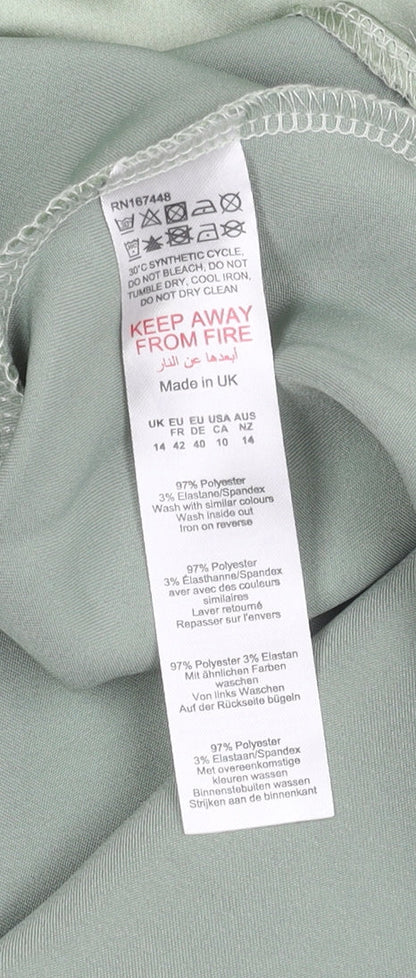 RN167448
30°C SYNTHETIC CYCLE,
DO NOT BLEACH, DO NOT
TUMBLE DRY, COOL IRON,
DO NOT DRY CLEAN
KEEP AWAY
FROM FIRE
أبعدها عن النار
Made in UK
UK EU EU USA AUS
FR DE CA NZ
14 42 40 10 14
97% Polyester
3% Elastane/Spandex
Wash with similar colours
Wash inside out
Iron on reverse
97% Polyester
3% Élasthanne/Spandex
aver avec des couleurs
similaires
Laver retourné
Repasser sur l'envers
97% Polyester 3% Elastan
Mit ähnlichen Farben
waschen
Von links Waschen
Auf der Rückseite bügeln
97% Polyester
3% Elastaan/Spandex
Met overeenkomstige
kleuren wassen
Binnenstebuiten wassen
Strijken aan de binnenkant